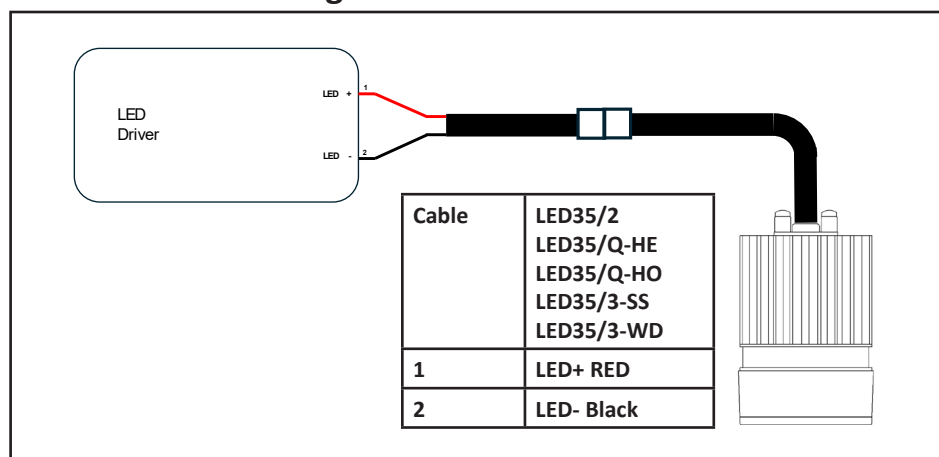 LED + 1
LED
Driver
LED - 2
Cable LED35/2
LED35/Q-HE
LED35/Q-HO
LED35/3-SS
LED35/3-WD
1 LED+ RED
2 LED- Black